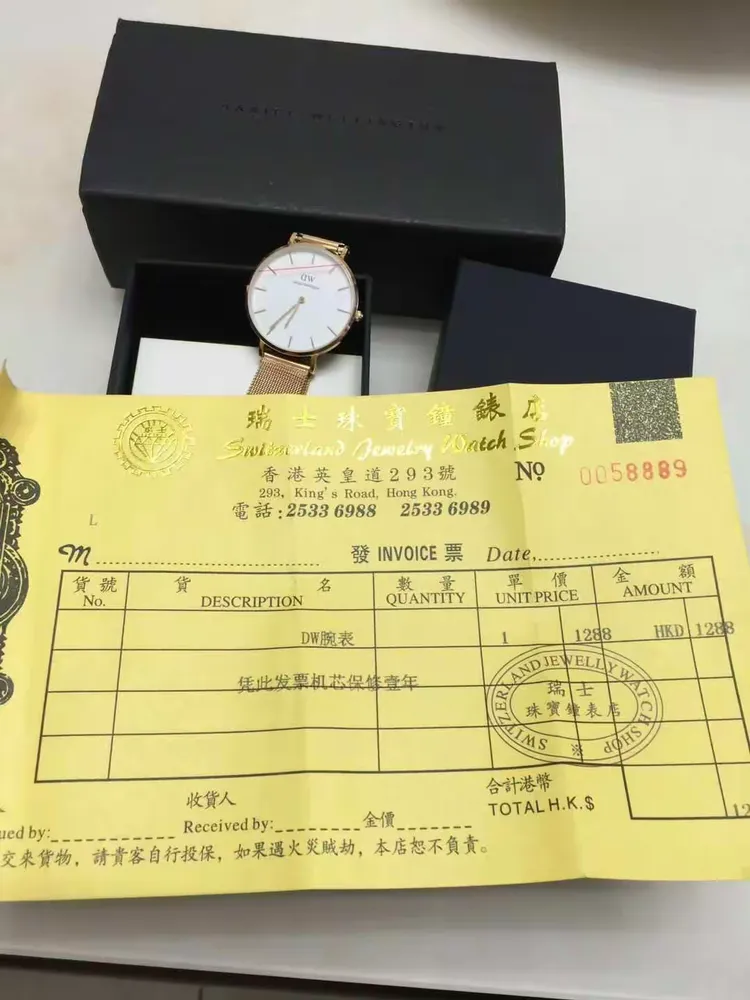 DANIEL WELLINGTON
DW
瑞士珠寶鐘錶店
Switzerland Jewelry Watch Shop
香港英皇道293號
293, King's Road, Hong Kong.
電話:2533 6988 2533 6989
Nº 0058889
L
M 發 INVOICE 票 Date,
貨號 貨名 數量 單價 金額
No. DESCRIPTION QUANTITY UNIT PRICE AMOUNT
DW腕表 1 1288 HKD 1288
凭此发票机芯保修壹年
SWITZERLAND JEWELLY WATCH SHOP
瑞士
珠寶鐘表店
※
收貨人 合計港幣
ued by: Received by: 金價 TOTAL H.K.$ 12
交來貨物，請貴客自行投保，如果遇火災賊劫，本店恕不負責。